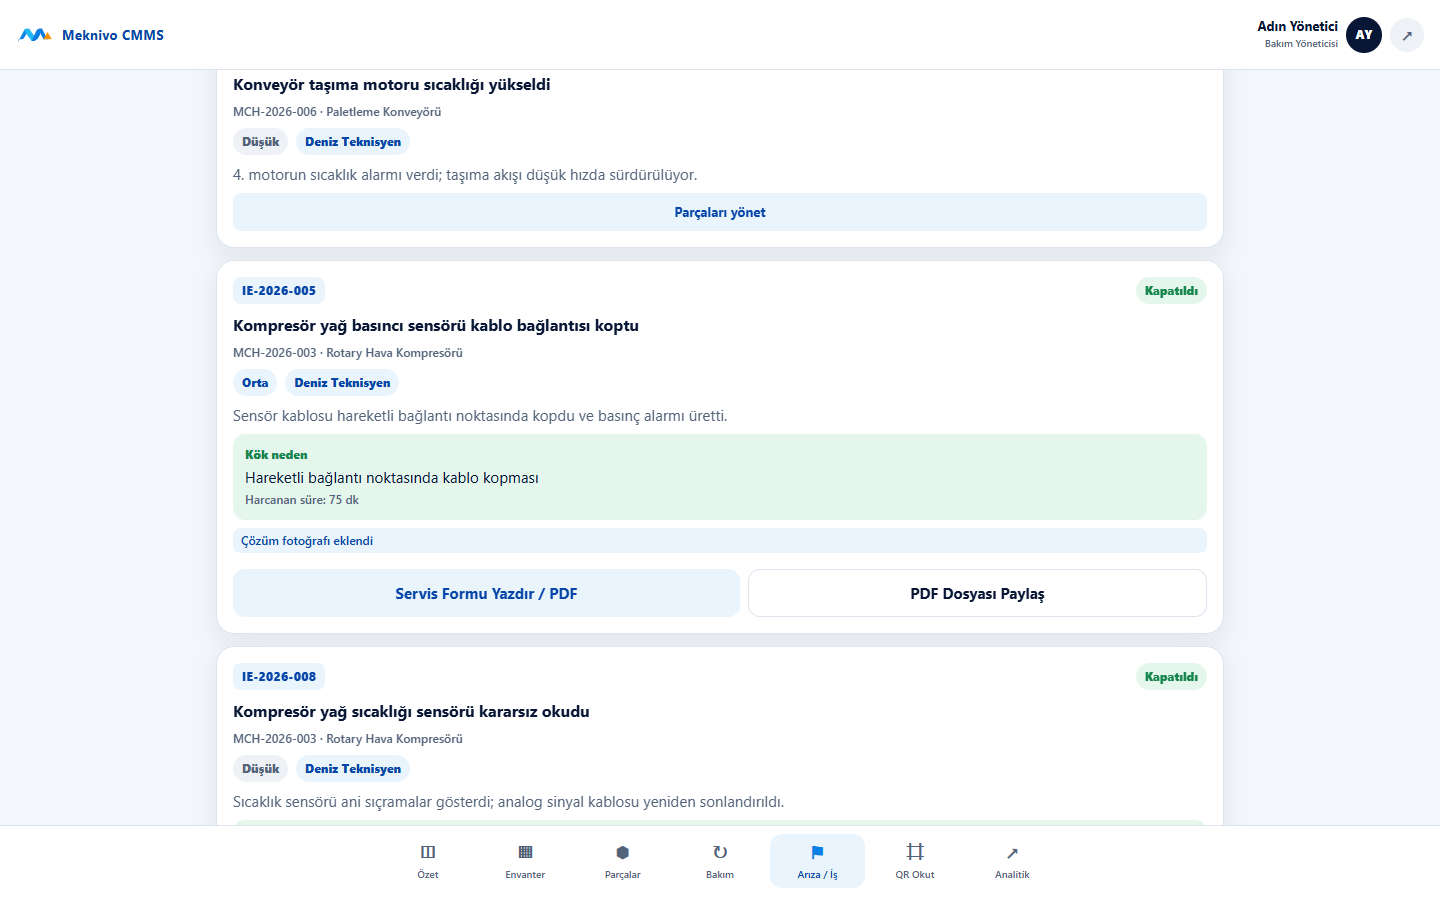 Meknivo CMMS
Adın Yönetici
Bakım Yöneticisi
AY
Konveyör taşıma motoru sıcaklığı yükseldi
MCH-2026-006 · Paletleme Konveyörü
Düşük
Deniz Teknisyen
4. motorun sıcaklık alarmı verdi; taşıma akışı düşük hızda sürdürülüyor.
Parçaları yönet
IE-2026-005
Kapatıldı
Kompresör yağ basıncı sensörü kablo bağlantısı koptu
MCH-2026-003 · Rotary Hava Kompresörü
Orta
Deniz Teknisyen
Sensör kablosu hareketli bağlantı noktasında kopdu ve basınç alarmı üretti.
Kök neden
Hareketli bağlantı noktasında kablo kopması
Harcanan süre: 75 dk
Çözüm fotoğrafı eklendi
Servis Formu Yazdır / PDF
PDF Dosyası Paylaş
IE-2026-008
Kapatıldı
Kompresör yağ sıcaklığı sensörü kararsız okudu
MCH-2026-003 · Rotary Hava Kompresörü
Düşük
Deniz Teknisyen
Sıcaklık sensörü ani sıçramalar gösterdi; analog sinyal kablosu yeniden sonlandırıldı.
Özet
Envanter
Parçalar
Bakım
Arıza / İş
QR Okut
Analitik